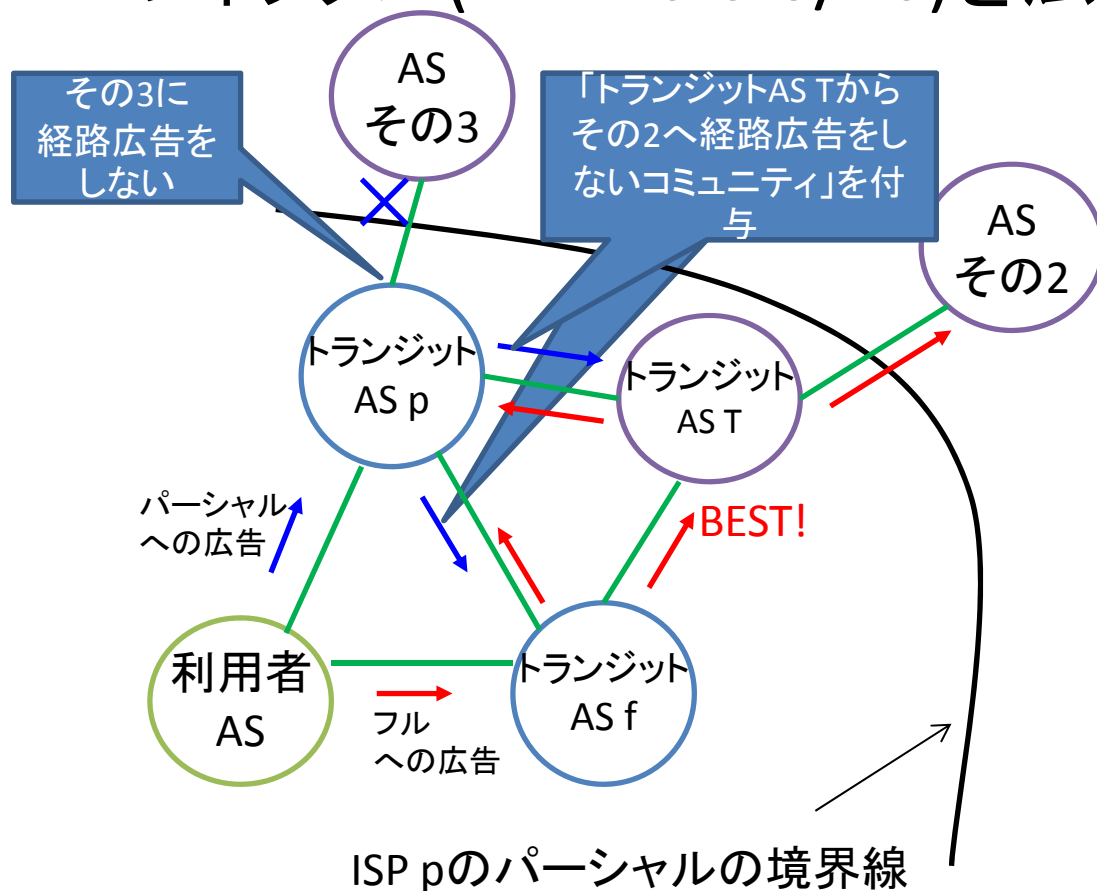 AS
その3
その3に
経路広告を
しない
「トランジットAS Tから
その2へ経路広告をし
ないコミュニティ」を付
与
AS
その2
トランジット
AS p
トランジット
AS T
パーシャル
への広告
BEST!
利用者
AS
トランジット
AS f
フル
への広告
ISP pのパーシャルの境界線